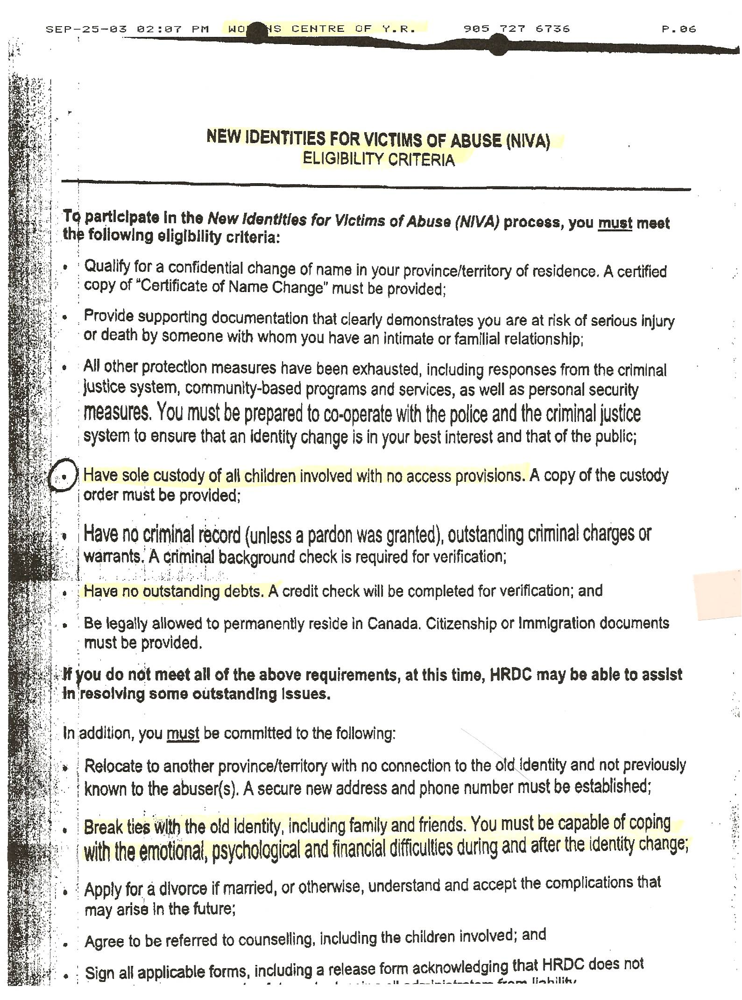 SEP-25-03 02:07 PM WO NS CENTRE OF Y.R. 905 727 6736 P.06
NEW IDENTITIES FOR VICTIMS OF ABUSE (NIVA)
ELIGIBILITY CRITERIA
To participate in the New Identities for Victims of Abuse (NIVA) process, you must meet
the following eligibility criteria:
• Qualify for a confidential change of name in your province/territory of residence. A certified
copy of "Certificate of Name Change" must be provided;
• Provide supporting documentation that clearly demonstrates you are at risk of serious injury
or death by someone with whom you have an intimate or familial relationship;
• All other protection measures have been exhausted, including responses from the criminal
justice system, community-based programs and services, as well as personal security
measures. You must be prepared to co-operate with the police and the criminal justice
system to ensure that an identity change is in your best interest and that of the public;
• Have sole custody of all children involved with no access provisions. A copy of the custody
order must be provided;
• Have no criminal record (unless a pardon was granted), outstanding criminal charges or
warrants. A criminal background check is required for verification;
• Have no outstanding debts. A credit check will be completed for verification; and
• Be legally allowed to permanently reside in Canada. Citizenship or Immigration documents
must be provided.
If you do not meet all of the above requirements, at this time, HRDC may be able to assist
in resolving some outstanding issues.
In addition, you must be committed to the following:
• Relocate to another province/territory with no connection to the old identity and not previously
known to the abuser(s). A secure new address and phone number must be established;
• Break ties with the old identity, including family and friends. You must be capable of coping
with the emotional, psychological and financial difficulties during and after the identity change;
• Apply for a divorce if married, or otherwise, understand and accept the complications that
may arise in the future;
• Agree to be referred to counselling, including the children involved; and
• Sign all applicable forms, including a release form acknowledging that HRDC does not
all administrators from liability